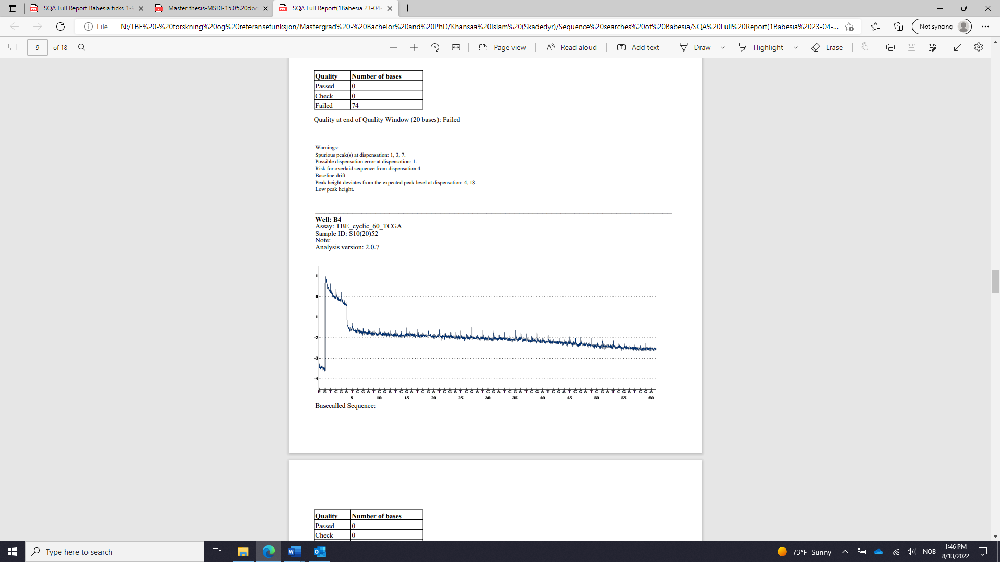 SQA Full Report Babesia ticks 1-9
Master thesis-MSDI-15.05.20doc
SQA Full Report(1Babesia 23-04-
File
N:/TBE%20-%20forskning%20og%20referansefunksjon/Mastergrad%20-%20Bachelor%20and%20PhD/Khansaa%20Islam%20(Skadedyr)/Sequence%20searches%20of%20Babesia/SQA%20Full%20Report(1Babesia%2023-04-...
Not syncing
9 of 18
Page view
Read aloud
Add text
Draw
Highlight
Erase
Quality Number of bases
Passed 0
Check 0
Failed 74
Quality at end of Quality Window (20 bases): Failed
Warnings:
Spurious peak(s) at dispensation: 1, 3, 7.
Possible dispensation error at dispensation: 1.
Risk for overlaid sequence from dispensation:4.
Baseline drift
Peak height deviates from the expected peak level at dispensation: 4, 18.
Low peak height.
Well: B4
Assay: TBE_cyclic_60_TCGA
Sample ID: S10(20)52
Note:
Analysis version: 2.0.7
1
0
-1
-2
-3
-4
E S T C G A T C G A T C G A T C G A T C G A T C G A T C G A T C G A T C G A T C G A T C G A T C G A T C G A T C G A T C G A
5 10 15 20 25 30 35 40 45 50 55 60
Basecalled Sequence:
Quality Number of bases
Passed 0
Check 0
Type here to search
73°F Sunny
NOB
1:46 PM
8/13/2022